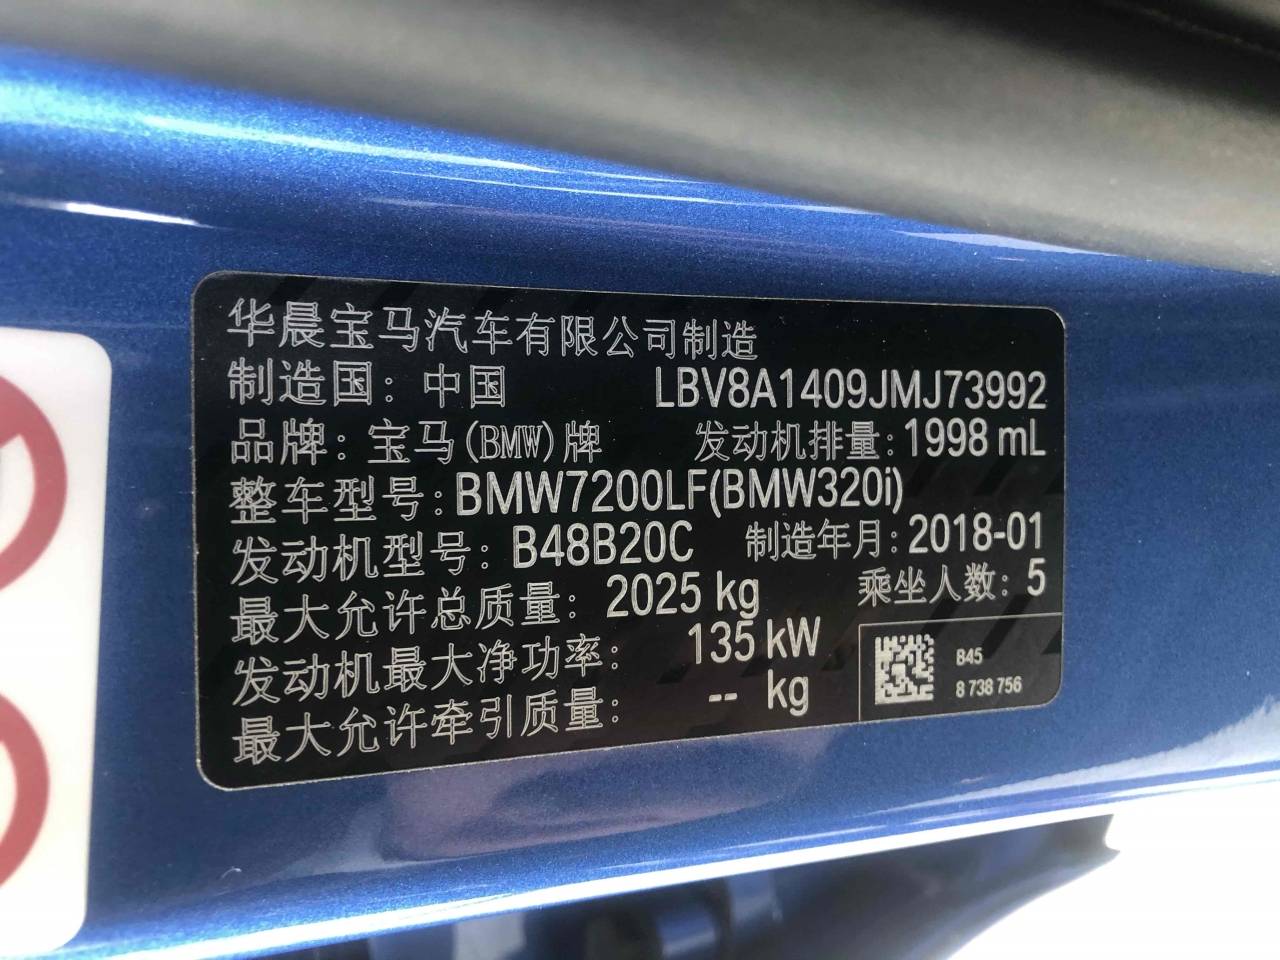 华晨宝马汽车有限公司制造
制造国：中国 LBV8A1409JMJ73992
品牌：宝马(BMW)牌 发动机排量：1998 mL
整车型号：BMW7200LF(BMW320i)
发动机型号：B48B20C 制造年月：2018-01
最大允许总质量：2025 kg 乘坐人数：5
发动机最大净功率：135 kW
最大允许牵引质量：-- kg
B45
8 738 756